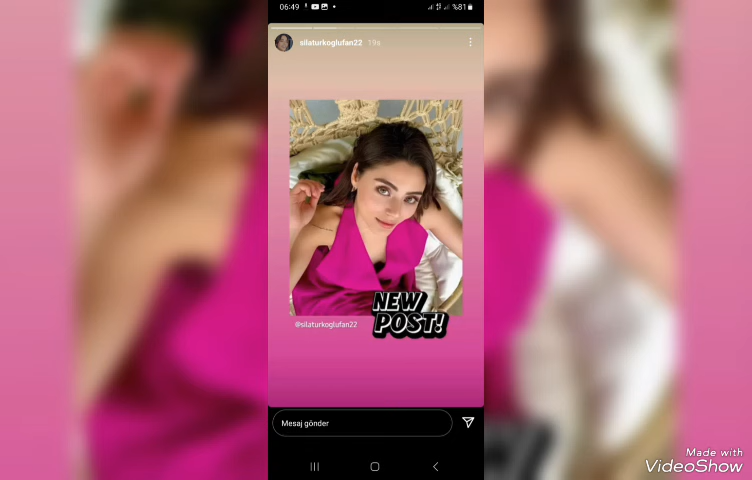 06:49
%81
silaturkoglufan22 19s
NEW
POST!
@silaturkoglufan22
Mesaj gönder
Made with
VideoShow